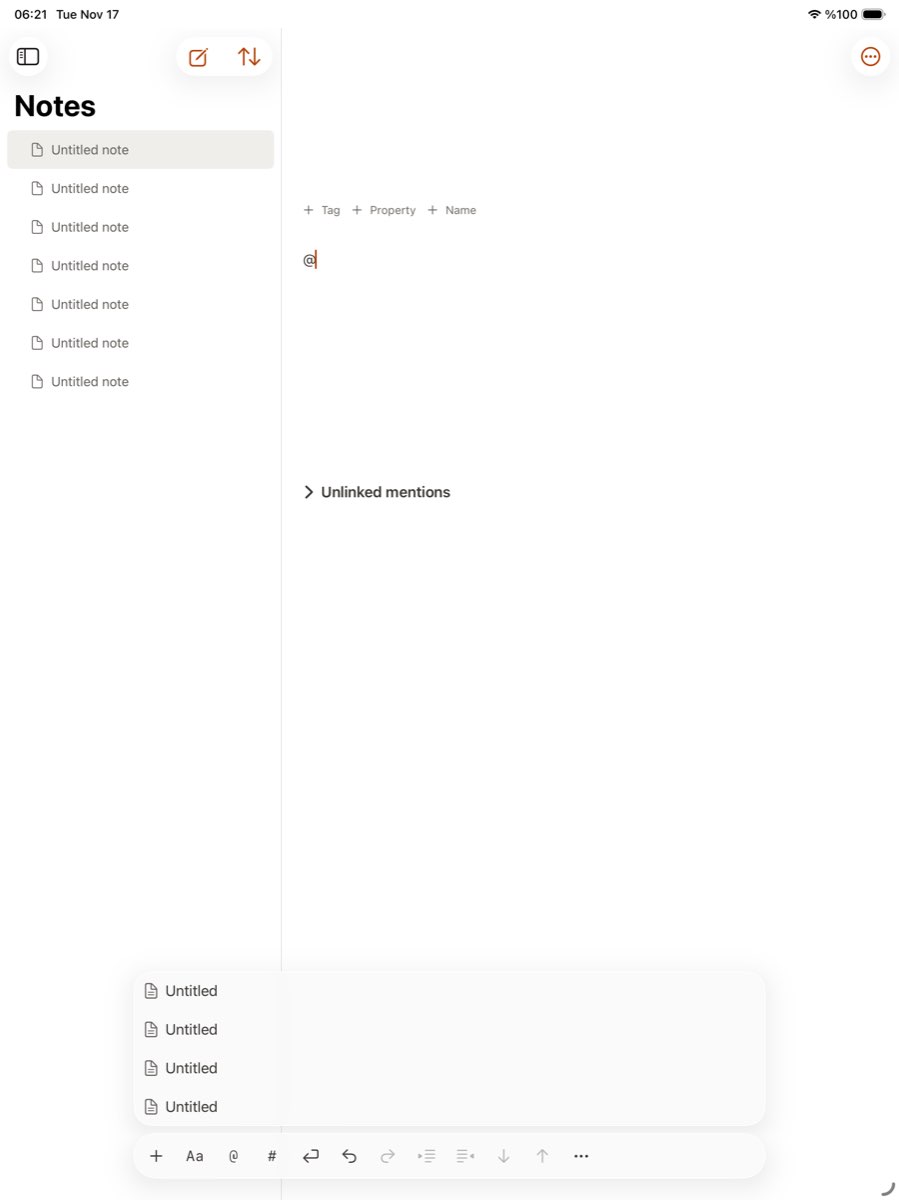 06:21 Tue Nov 17 %100
Notes
Untitled note
Untitled note
Untitled note
Untitled note
Untitled note
Untitled note
Untitled note
+ Tag + Property + Name
@
Unlinked mentions
Untitled
Untitled
Untitled
Untitled
+ Aa @ # ...